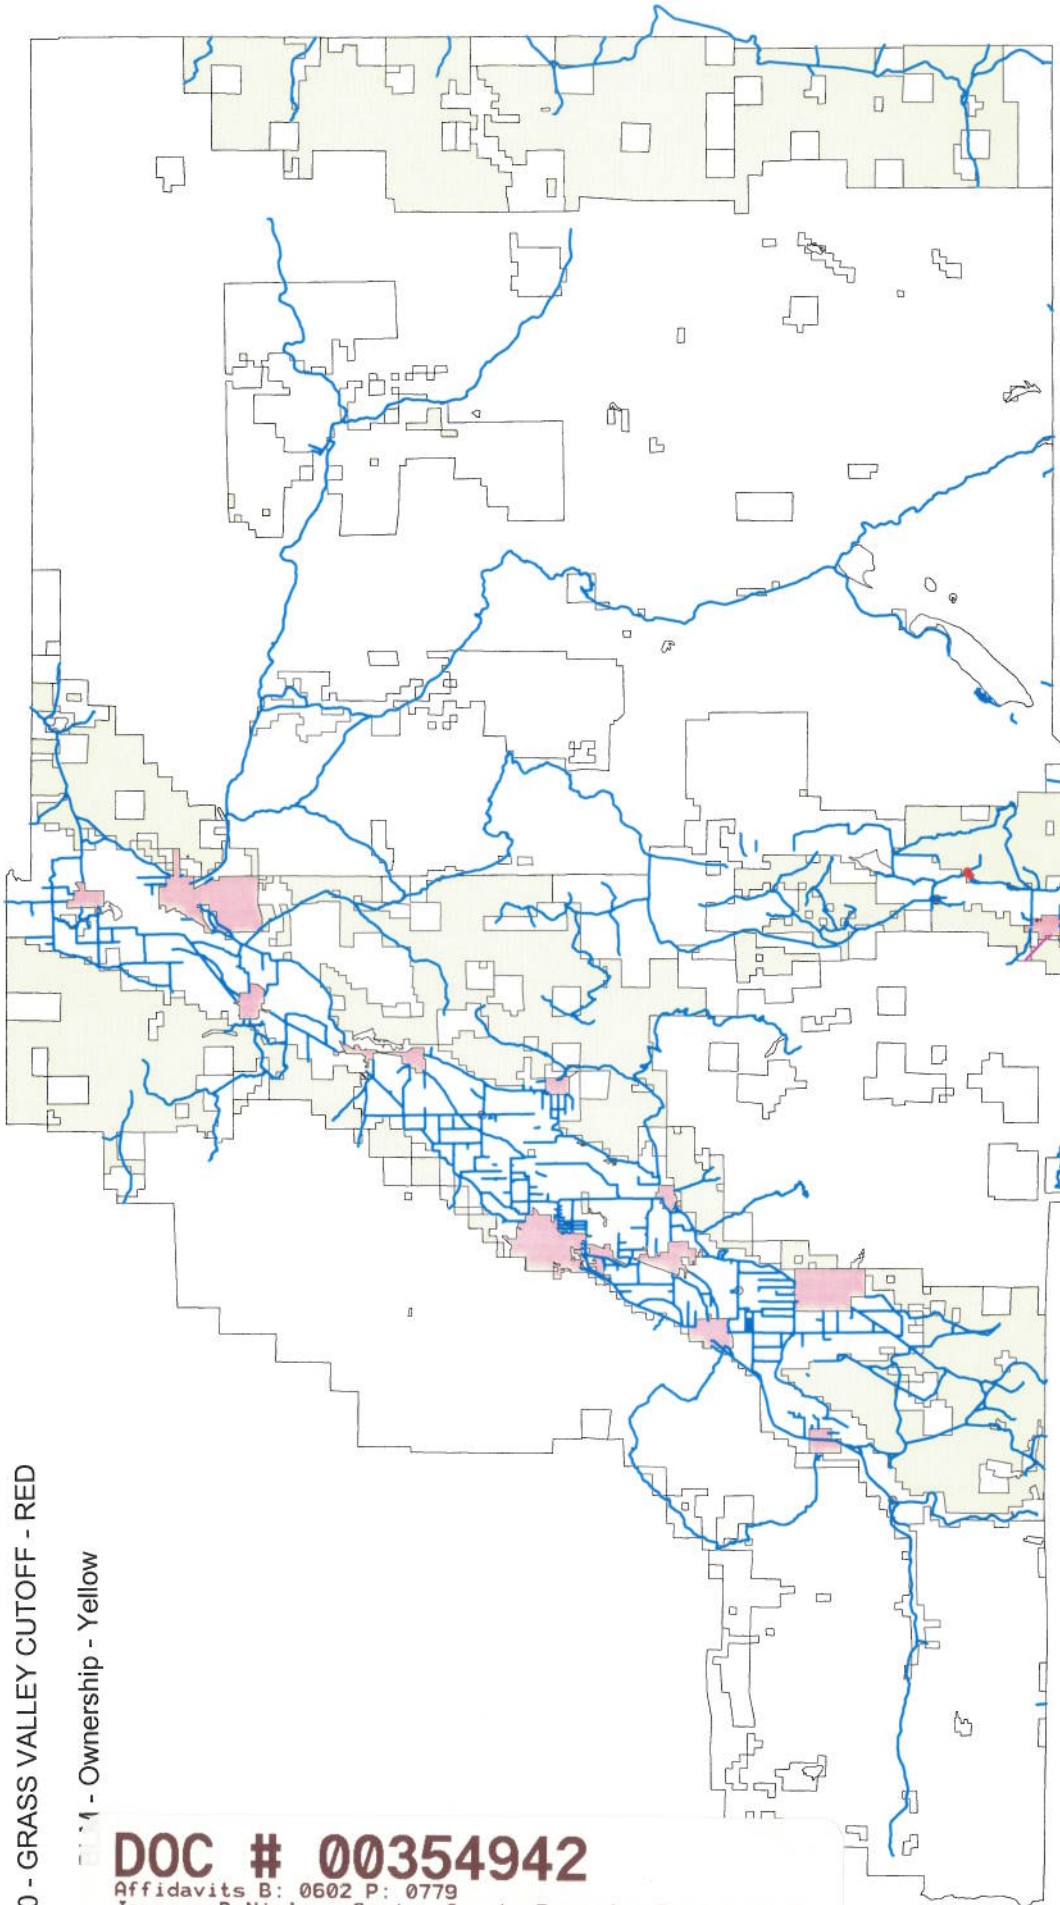 - GRASS VALLEY CUTOFF - RED
- Ownership - Yellow
DOC # 00354942
Affidavits B: 0602 P: 0779